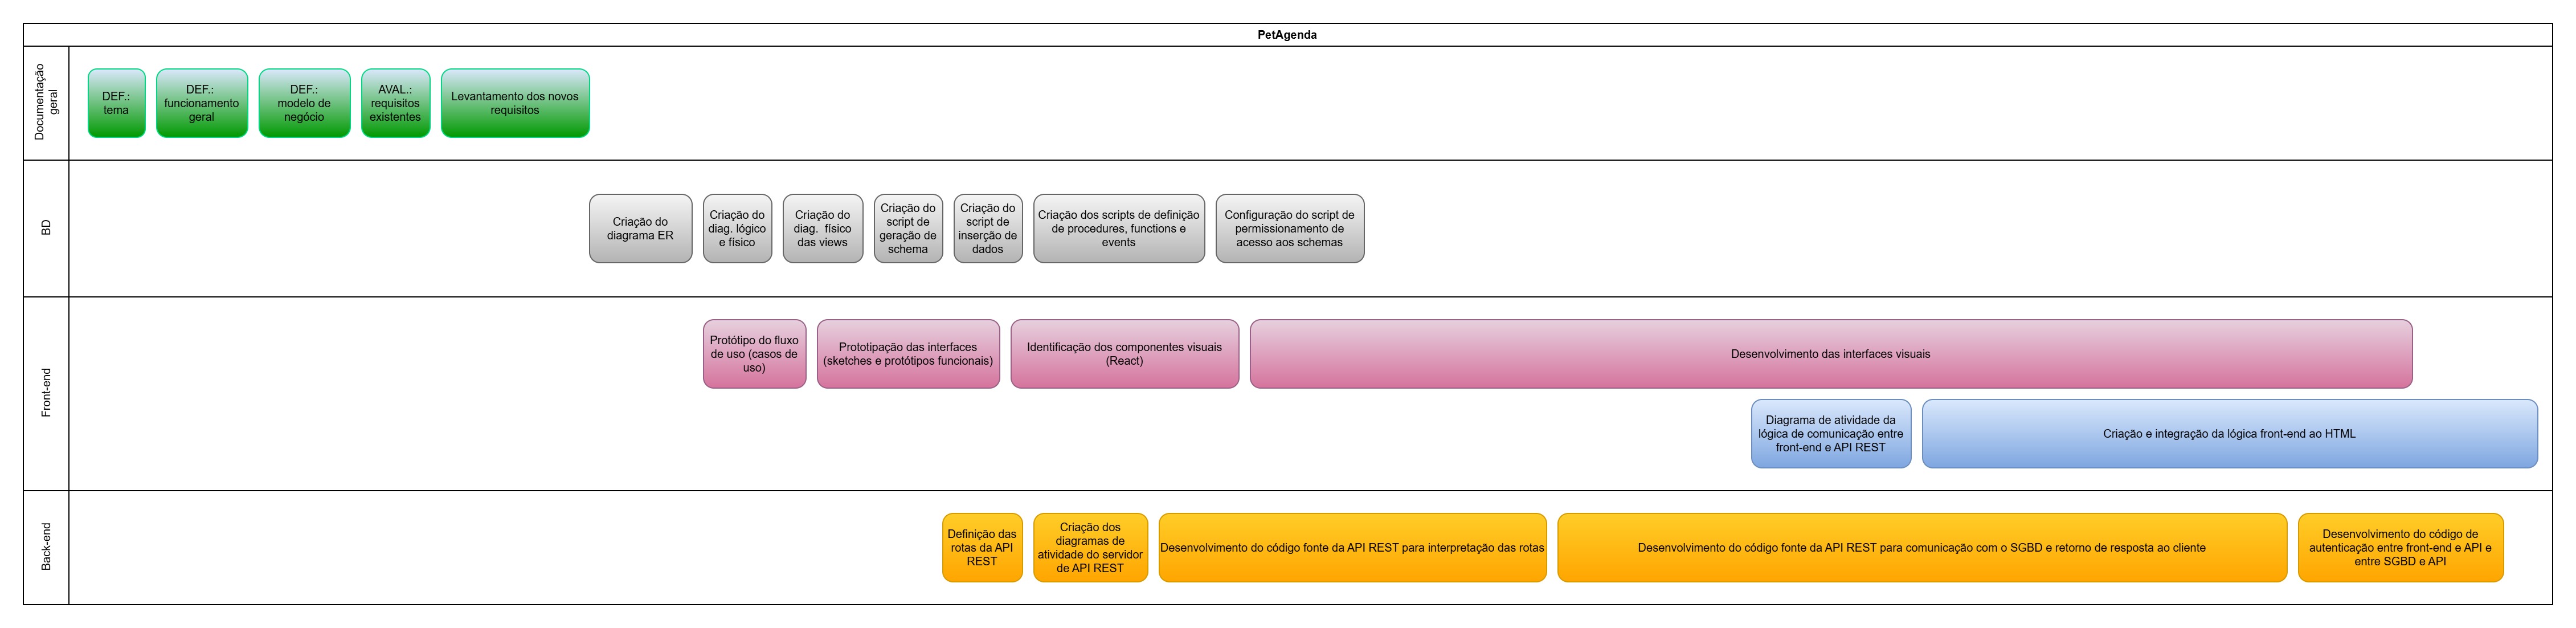 PetAgenda
Documentação
geral
DEF.:
tema
DEF.:
funcionamento
geral
DEF.:
modelo de
negócio
AVAL.:
requisitos
existentes
Levantamento dos novos
requisitos
BD
Criação do
diagrama ER
Criação do
diag. lógico
e físico
Criação do
diag. físico
das views
Criação do
script de
geração de
schema
Criação do
script de
inserção de
dados
Criação dos scripts de definição
de procedures, functions e
events
Configuração do script de
permissionamento de
acesso aos schemas
Front-end
Protótipo do fluxo
de uso (casos de
uso)
Prototipação das interfaces
(sketches e protótipos funcionais)
Identificação dos componentes visuais
(React)
Desenvolvimento das interfaces visuais
Diagrama de atividade da
lógica de comunicação entre
front-end e API REST
Criação e integração da lógica front-end ao HTML
Back-end
Definição das
rotas da API
REST
Criação dos
diagramas de
atividade do servidor
de API REST
Desenvolvimento do código fonte da API REST para interpretação das rotas
Desenvolvimento do código fonte da API REST para comunicação com o SGBD e retorno de resposta ao cliente
Desenvolvimento do código de
autenticação entre front-end e API e
entre SGBD e API